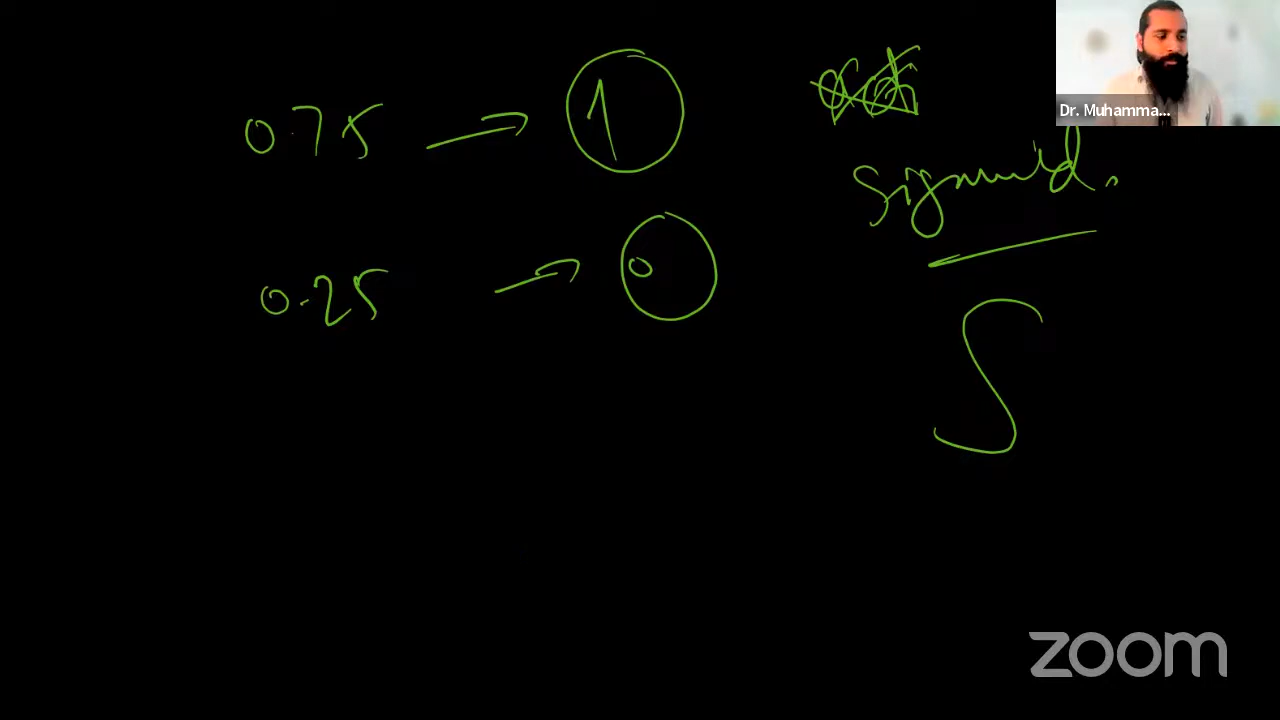 0.75 → 1
0.25 → 0
Dr. Muhamma...
sigmoid.
S
zoom